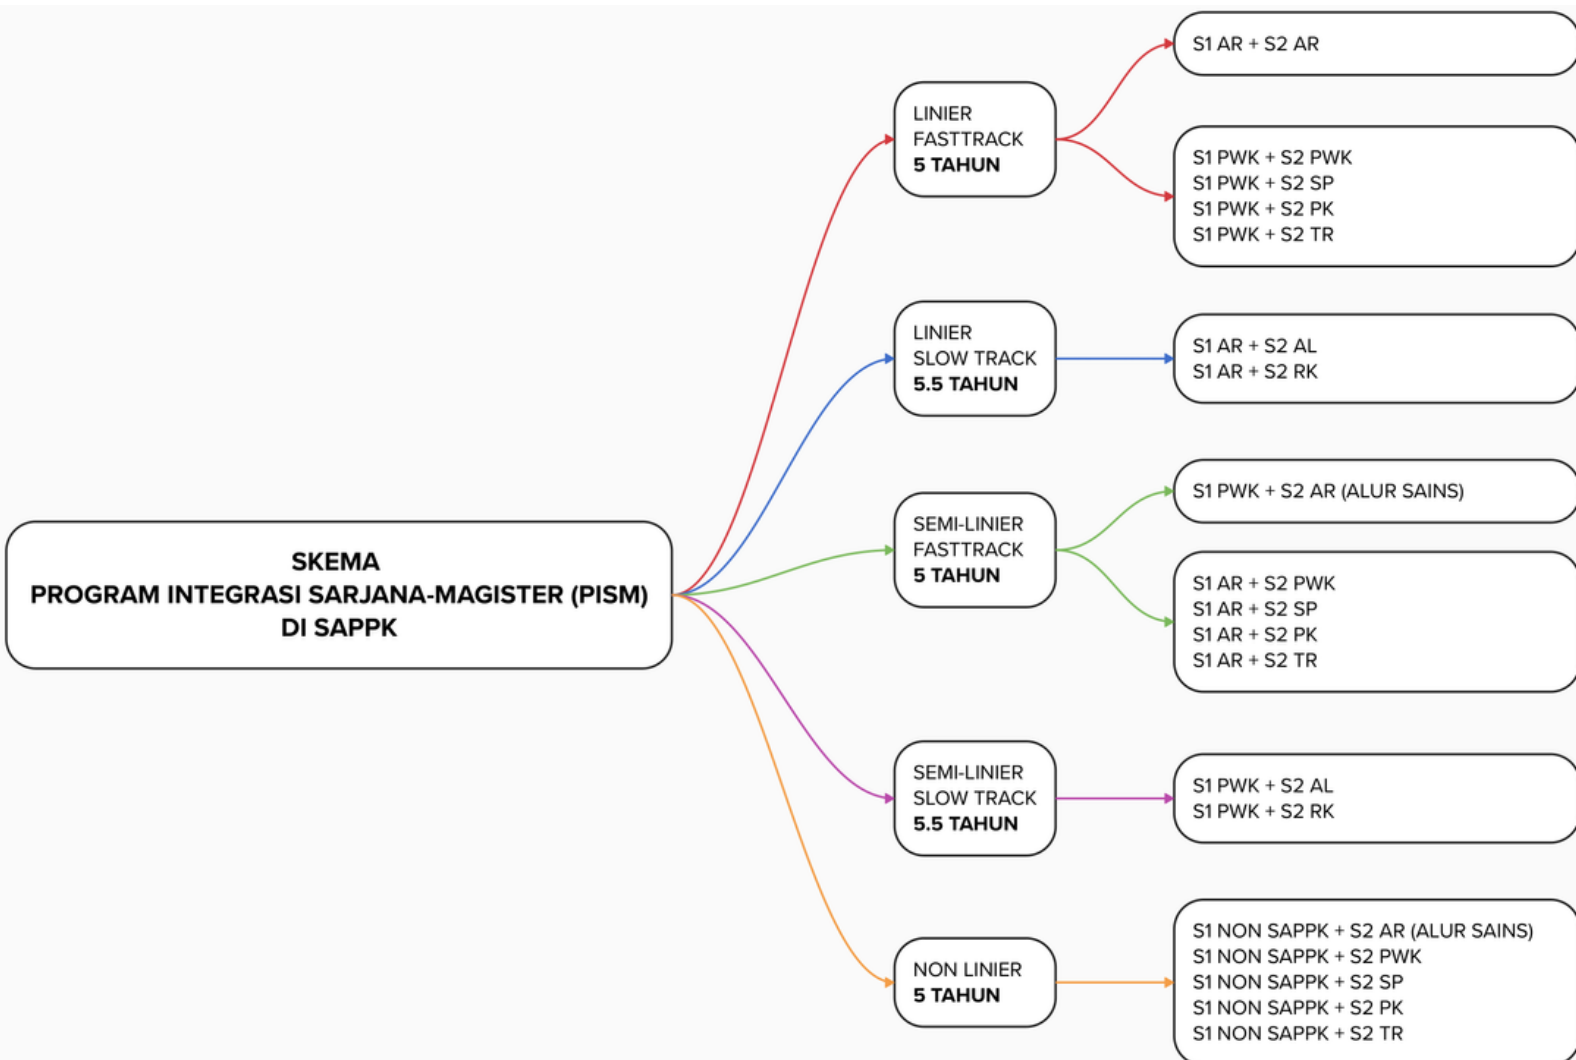 SKEMA
PROGRAM INTEGRASI SARJANA-MAGISTER (PISM)
DI SAPPK
LINIER
FASTTRACK
5 TAHUN
S1 AR + S2 AR
S1 PWK + S2 PWK
S1 PWK + S2 SP
S1 PWK + S2 PK
S1 PWK + S2 TR
LINIER
SLOW TRACK
5.5 TAHUN
S1 AR + S2 AL
S1 AR + S2 RK
SEMI-LINIER
FASTTRACK
5 TAHUN
S1 PWK + S2 AR (ALUR SAINS)
S1 AR + S2 PWK
S1 AR + S2 SP
S1 AR + S2 PK
S1 AR + S2 TR
SEMI-LINIER
SLOW TRACK
5.5 TAHUN
S1 PWK + S2 AL
S1 PWK + S2 RK
NON LINIER
5 TAHUN
S1 NON SAPPK + S2 AR (ALUR SAINS)
S1 NON SAPPK + S2 PWK
S1 NON SAPPK + S2 SP
S1 NON SAPPK + S2 PK
S1 NON SAPPK + S2 TR